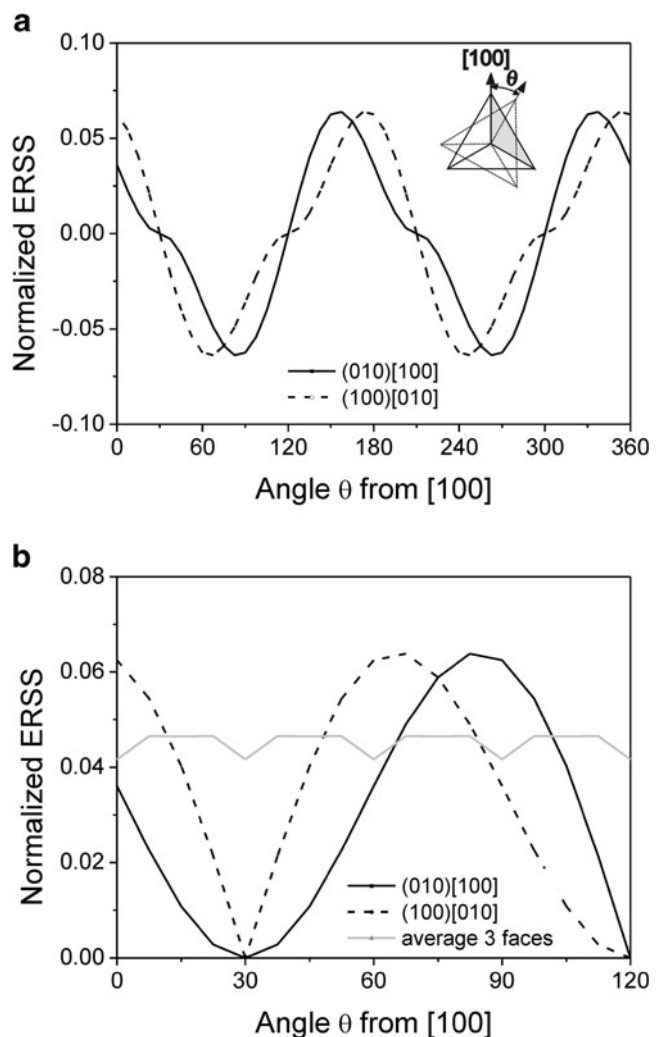 a
0.10
0.05
0.00
-0.05
-0.10
Normalized ERSS
[100]
θ
(010)[100]
(100)[010]
0 60 120 180 240 300 360
Angle θ from [100]
b
0.08
0.06
0.04
0.02
0.00
Normalized ERSS
(010)[100]
(100)[010]
average 3 faces
0 30 60 90 120
Angle θ from [100]